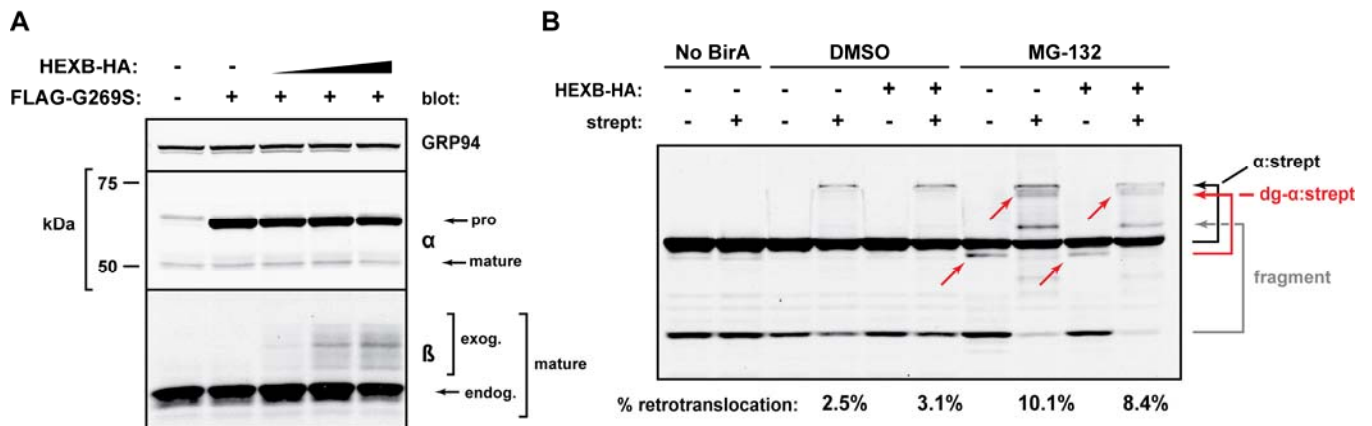 A
HEXB-HA: - -
FLAG-G269S: - + + + + blot:
GRP94
75
kDa
pro
α
mature
50
ß
exog.
mature
endog.
B
No BirA DMSO MG-132
HEXB-HA: - - - - + + - - + +
strept: - + - + - + - + - +
α:strept
dg-α:strept
fragment
% retrotranslocation: 2.5% 3.1% 10.1% 8.4%